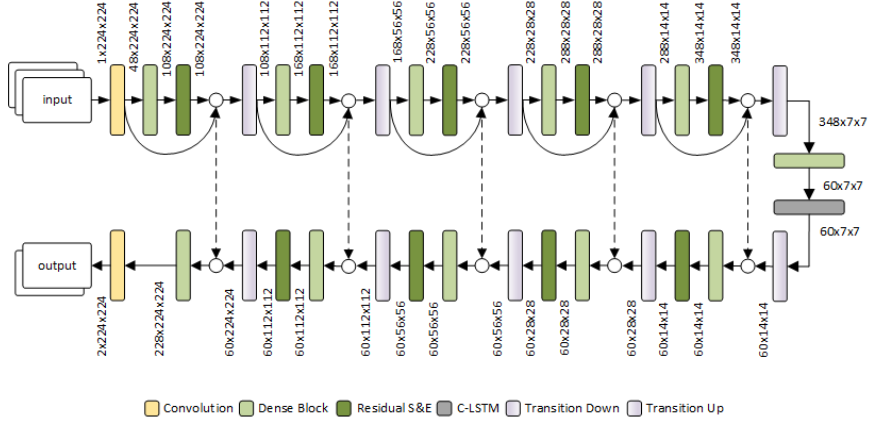 1x224x224
48x224x224
108x224x224
108x224x224
108x112x112
168x112x112
168x112x112
168x56x56
228x56x56
228x56x56
228x28x28
288x28x28
288x28x28
288x14x14
348x14x14
348x14x14
input
348x7x7
60x7x7
60x7x7
output
2x224x224
228x224x224
60x224x224
60x112x112
60x112x112
60x112x112
60x56x56
60x56x56
60x56x56
60x28x28
60x28x28
60x28x28
60x14x14
60x14x14
60x14x14
Convolution Dense Block Residual S&E C-LSTM Transition Down Transition Up